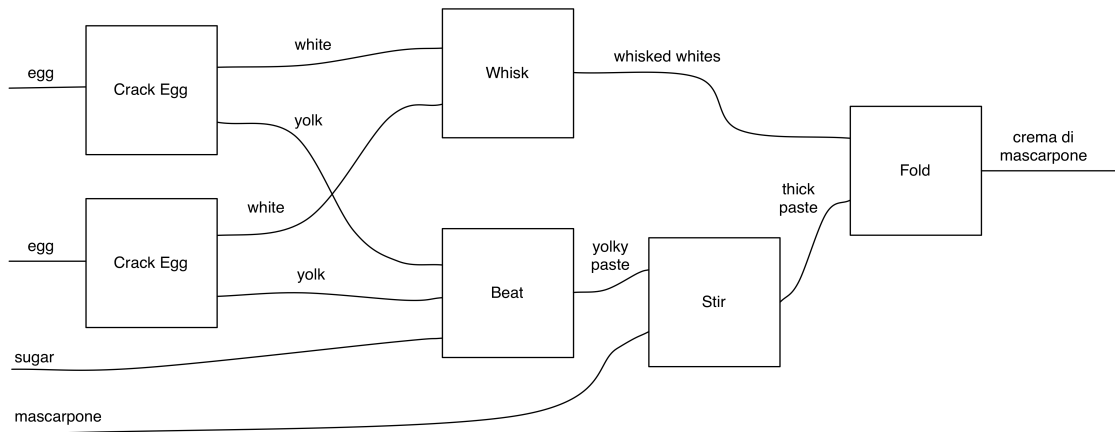 egg
Crack Egg
white
yolk
Whisk
whisked whites
egg
Crack Egg
white
yolk
Beat
yolky
paste
Stir
thick
paste
Fold
crema di
mascarpone
sugar
mascarpone